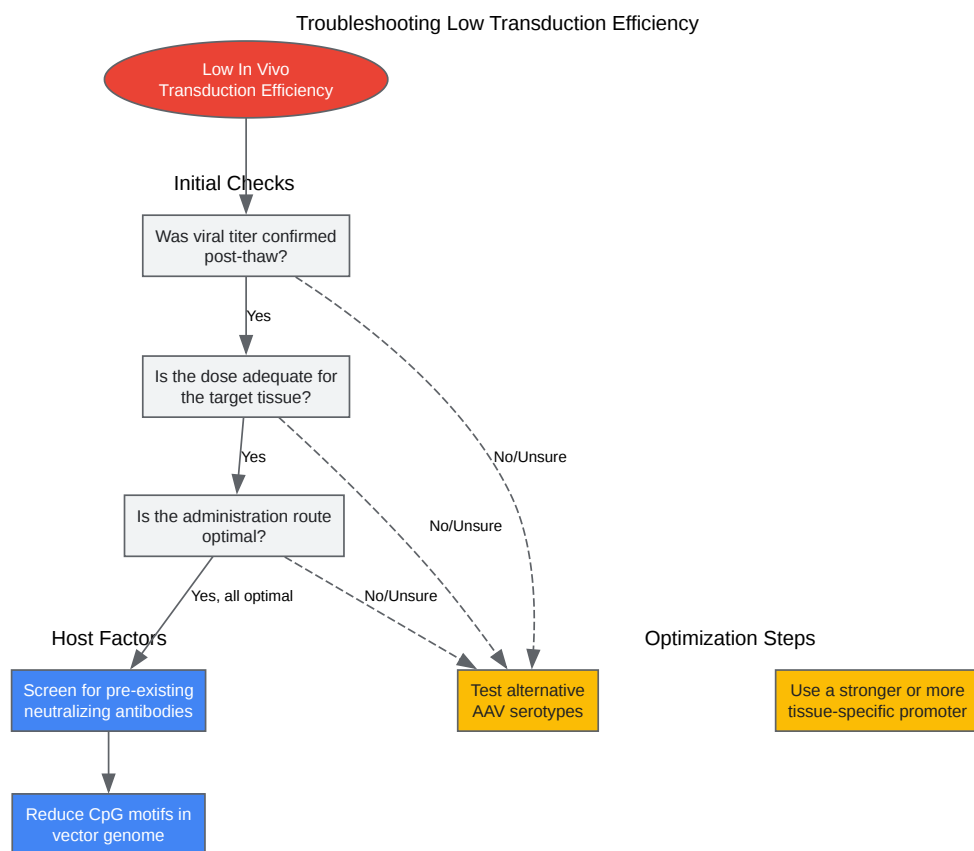 Troubleshooting Low Transduction Efficiency
Low In Vivo
Transduction Efficiency
Initial Checks
Was viral titer confirmed
post-thaw?
Yes
Is the dose adequate for
the target tissue?
Yes
No/Unsure
Is the administration route
optimal?
No/Unsure
Yes, all optimal
No/Unsure
Host Factors
Optimization Steps
Screen for pre-existing
neutralizing antibodies
Test alternative
AAV serotypes
Use a stronger or more
tissue-specific promoter
Reduce CpG motifs in
vector genome